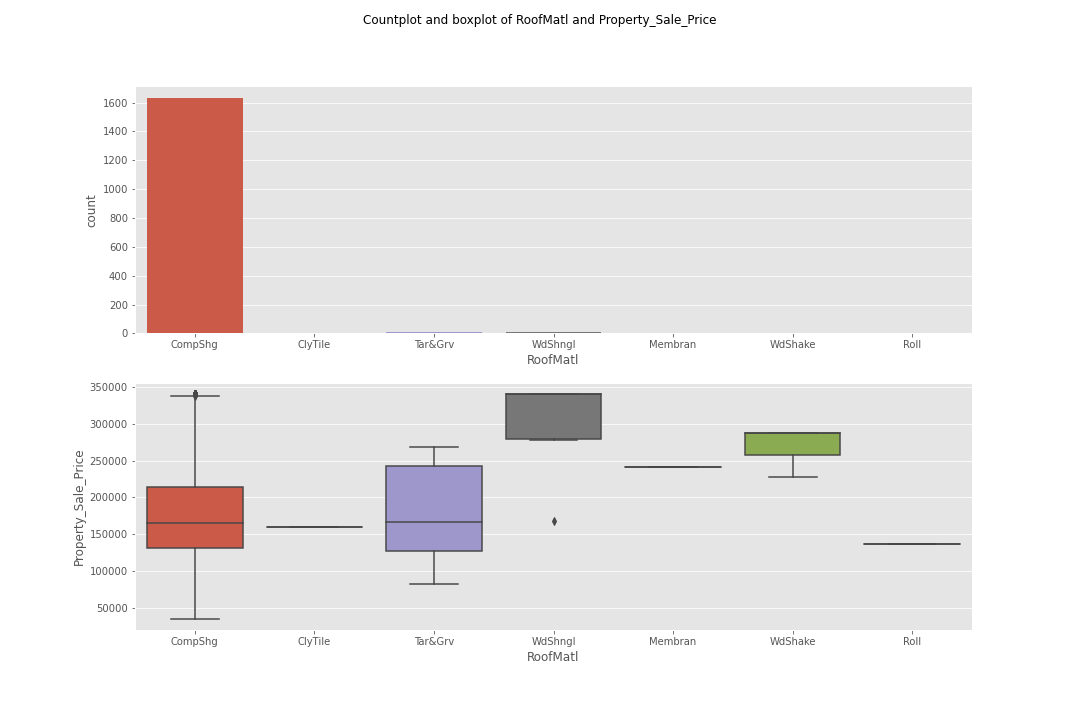 Countplot and boxplot of RoofMatl and Property_Sale_Price
1600
1400
1200
1000
800
600
400
200
0
count
CompShg ClyTile Tar&Grv WdShngl Membran WdShake Roll
RoofMatl
350000
300000
250000
200000
150000
100000
50000
Property_Sale_Price
CompShg ClyTile Tar&Grv WdShngl Membran WdShake Roll
RoofMatl